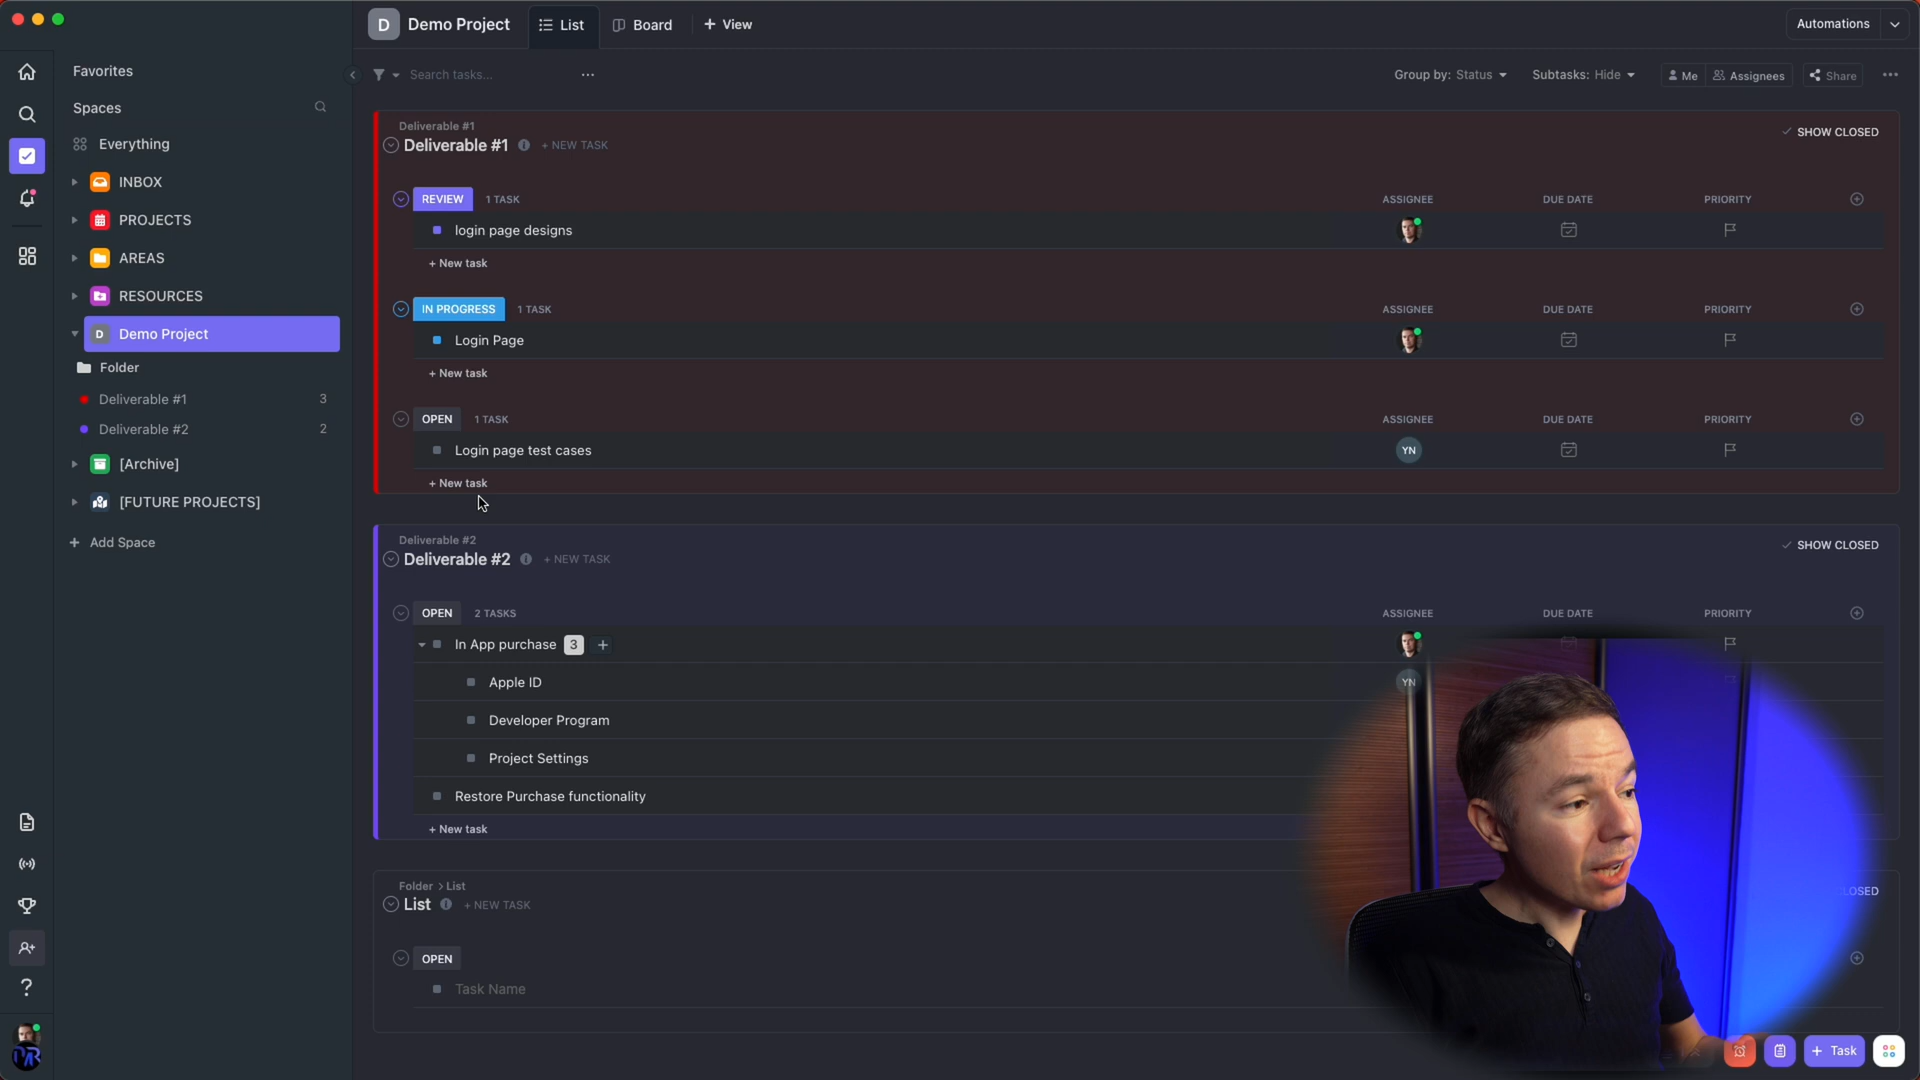 D Demo Project
List
Board
+ View
Automations
Favorites
Spaces
Everything
INBOX
PROJECTS
AREAS
RESOURCES
D Demo Project
Folder
Deliverable #1 3
Deliverable #2 2
[Archive]
[FUTURE PROJECTS]
+ Add Space
Search tasks...
Group by: Status
Subtasks: Hide
Me
Assignees
Share
Deliverable #1
Deliverable #1 + NEW TASK
SHOW CLOSED
REVIEW 1 TASK ASSIGNEE DUE DATE PRIORITY
login page designs
+ New task
IN PROGRESS 1 TASK ASSIGNEE DUE DATE PRIORITY
Login Page
+ New task
OPEN 1 TASK ASSIGNEE DUE DATE PRIORITY
Login page test cases YN
+ New task
Deliverable #2
Deliverable #2 + NEW TASK
SHOW CLOSED
OPEN 2 TASKS ASSIGNEE DUE DATE PRIORITY
In App purchase 3 +
Apple ID YN
Developer Program
Project Settings
Restore Purchase functionality
+ New task
Folder > List
List + NEW TASK
CLOSED
OPEN
Task Name
+ Task